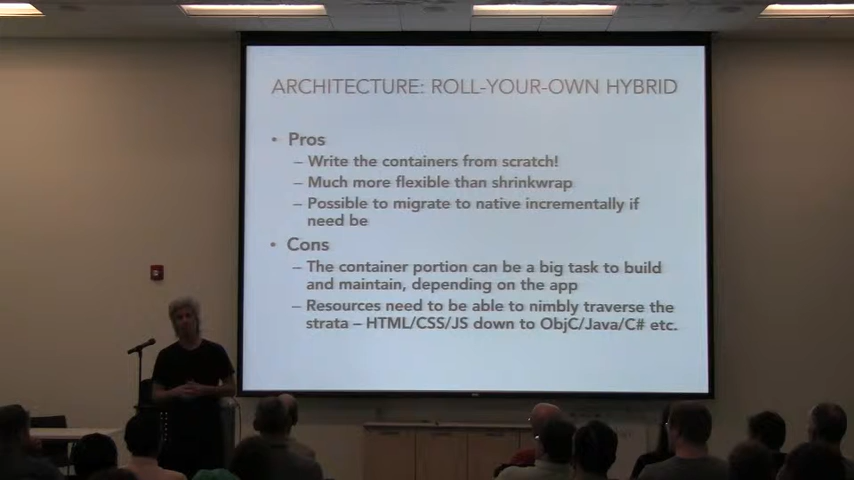 ARCHITECTURE: ROLL-YOUR-OWN HYBRID
• Pros
– Write the containers from scratch!
– Much more flexible than shrinkwrap
– Possible to migrate to native incrementally if
need be
• Cons
– The container portion can be a big task to build
and maintain, depending on the app
– Resources need to be able to nimbly traverse the
strata – HTML/CSS/JS down to ObjC/Java/C# etc.